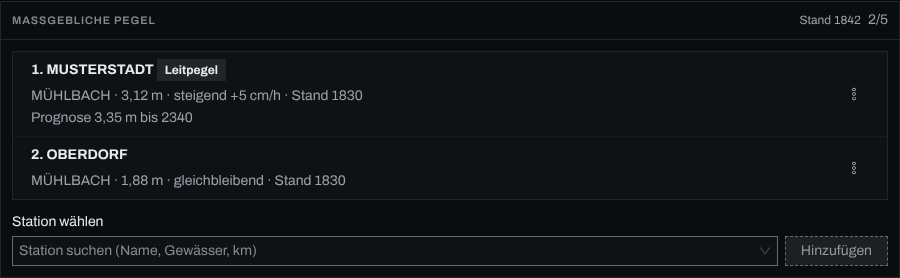 MASSGEBLICHE PEGEL
Stand 1842 2/5
1. MUSTERSTADT Leitpegel
MÜHLBACH · 3,12 m · steigend +5 cm/h · Stand 1830
Prognose 3,35 m bis 2340
2. OBERDORF
MÜHLBACH · 1,88 m · gleichbleibend · Stand 1830
Station wählen
Station suchen (Name, Gewässer, km)
Hinzufügen